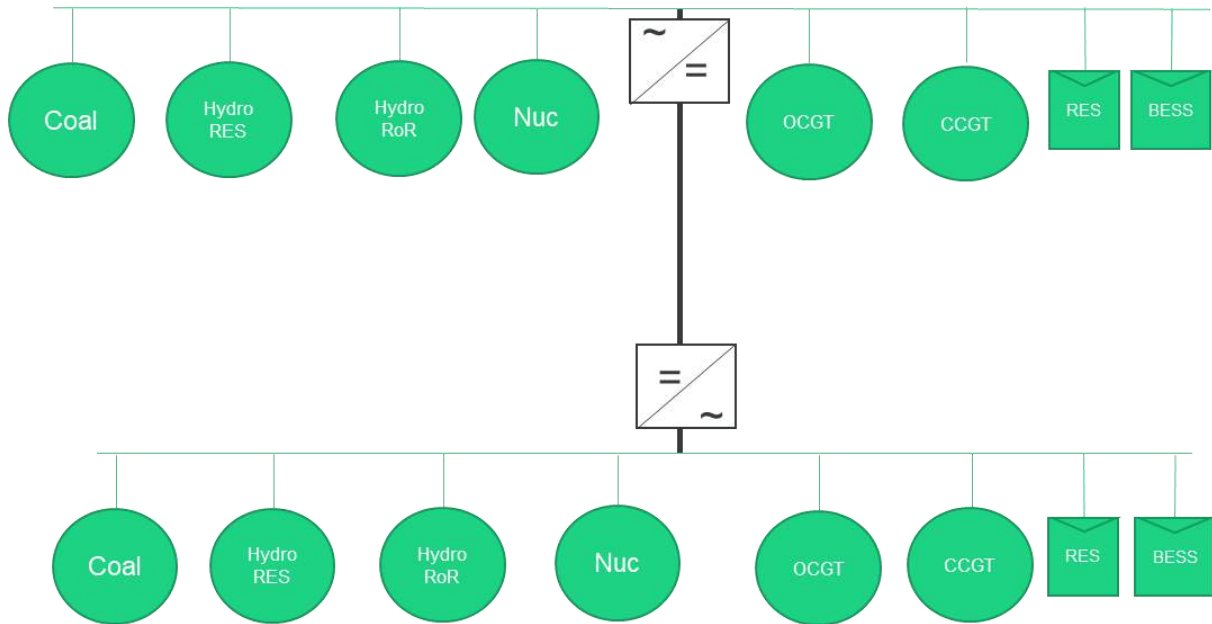 ~
=
Coal
Hydro
RES
Hydro
RoR
Nuc
OCGT
CCGT
RES
BESS
=
~
Coal
Hydro
RES
Hydro
RoR
Nuc
OCGT
CCGT
RES
BESS